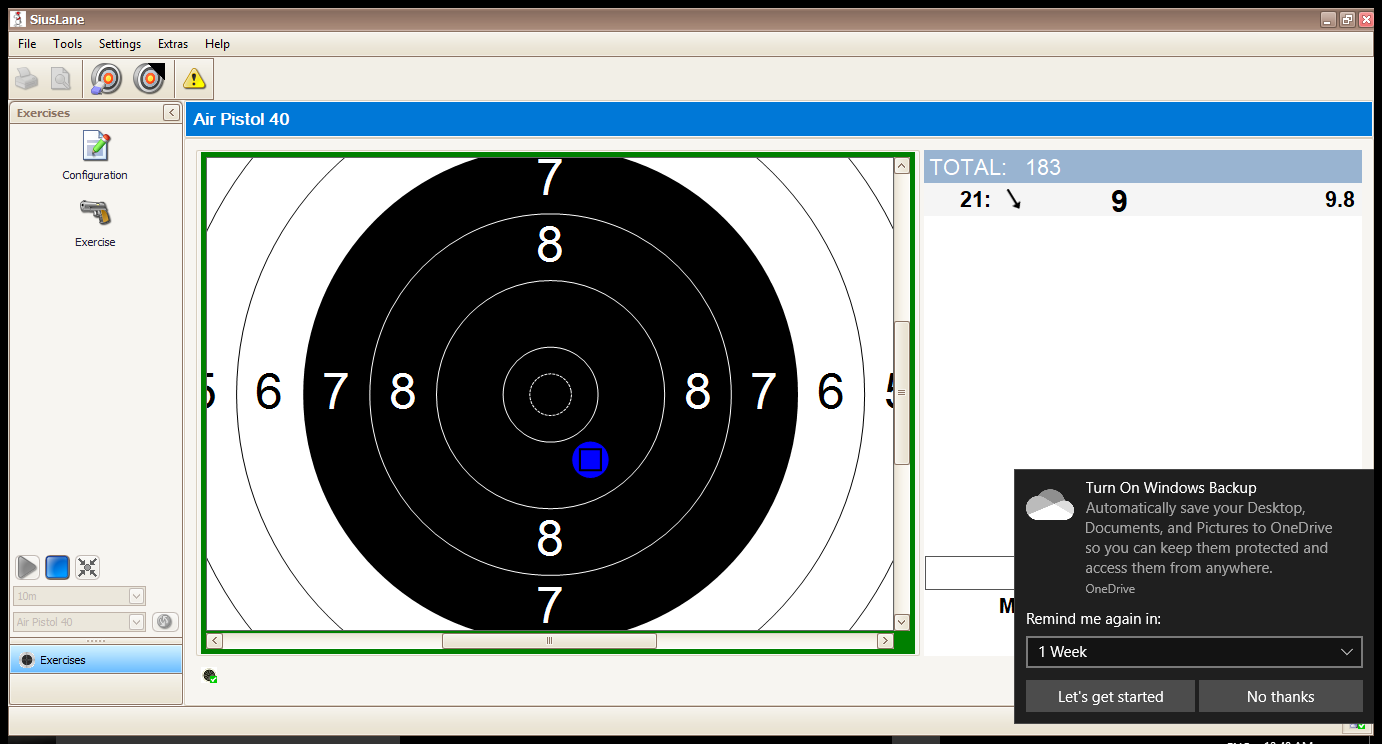 SiusLane
File Tools Settings Extras Help
Exercises
Configuration
Exercise
10m
Air Pistol 40
Exercises
Air Pistol 40
7
8
5 6 7 8 8 7 6 5
8
7
TOTAL: 183
21: 9 9.8
M
Turn On Windows Backup
Automatically save your Desktop,
Documents, and Pictures to OneDrive
so you can keep them protected and
access them from anywhere.
OneDrive
Remind me again in:
1 Week
Let's get started No thanks